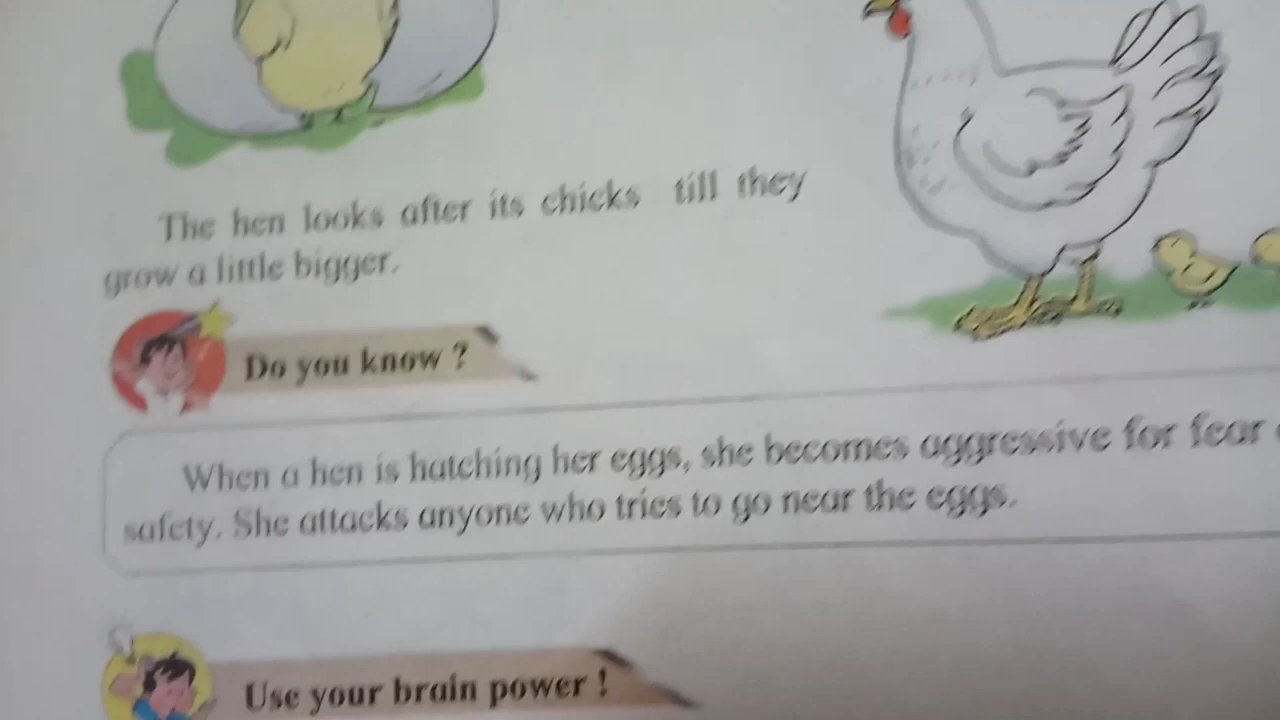 The hen looks after its chicks till they
grow a little bigger.
Do you know ?
When a hen is hatching her eggs, she becomes aggressive for fear
safety. She attacks anyone who tries to go near the eggs.
Use your brain power !